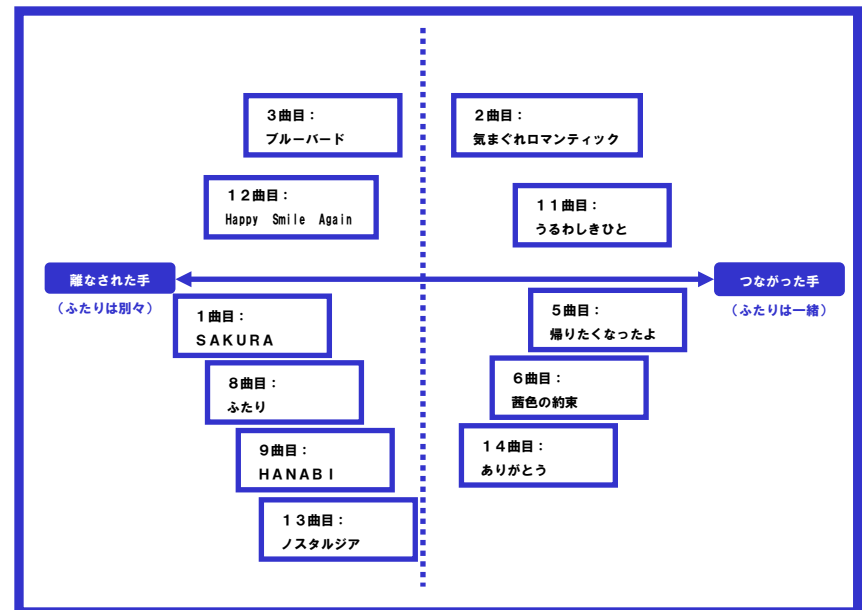 3曲目：
ブルーバード
2曲目：
気まぐれロマンティック
12曲目：
Happy Smile Again
11曲目：
うるわしきひと
離なされた手
つながった手
（ふたりは別々）
（ふたりは一緒）
1曲目：
SAKURA
5曲目：
帰りたくなったよ
8曲目：
ふたり
6曲目：
茜色の約束
9曲目：
HANABI
14曲目：
ありがとう
13曲目：
ノスタルジア